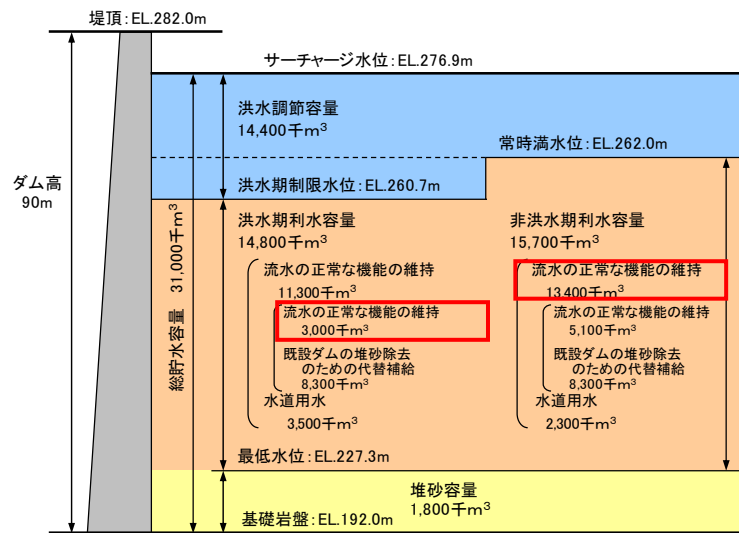 堤頂：EL.282.0m
サーチャージ水位：EL.276.9m
洪水調節容量
14,400千m³
常時満水位：EL.262.0m
ダム高
90m
洪水期制限水位：EL.260.7m
総貯水容量 31,000千m³
洪水期利水容量
14,800千m³
流水の正常な機能の維持
11,300千m³
流水の正常な機能の維持
3,000千m³
既設ダムの堆砂除去
のための代替補給
8,300千m³
水道用水
3,500千m³
非洪水期利水容量
15,700千m³
流水の正常な機能の維持
13,400千m³
流水の正常な機能の維持
5,100千m³
既設ダムの堆砂除去
のための代替補給
8,300千m³
水道用水
2,300千m³
最低水位：EL.227.3m
堆砂容量
1,800千m³
基礎岩盤：EL.192.0m